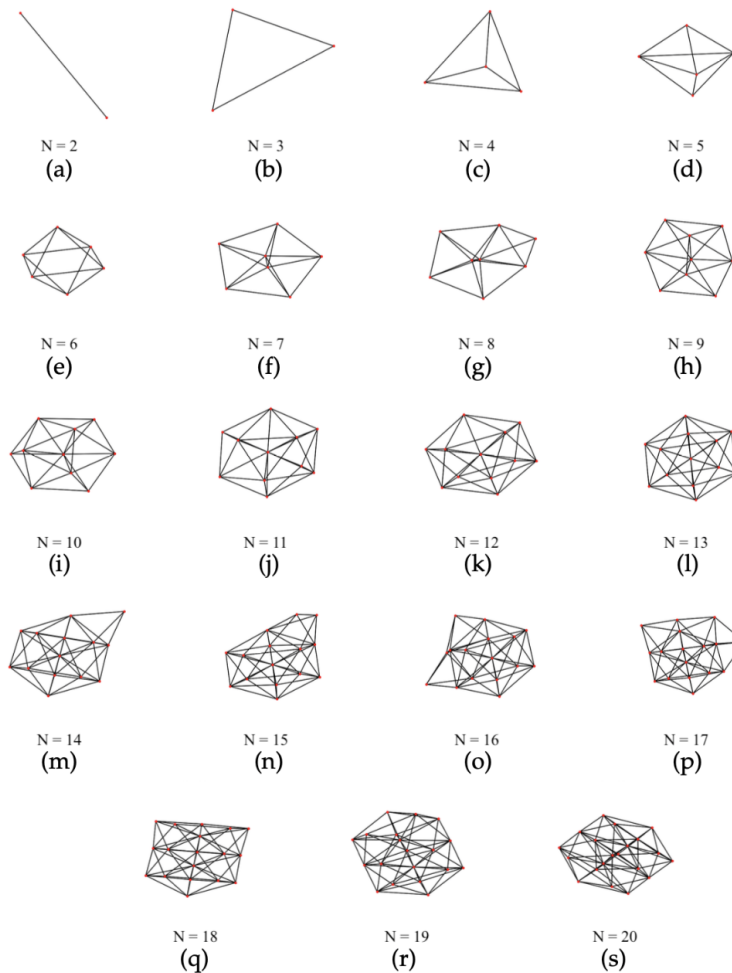 N = 2 N = 3 N = 4 N = 5
(a) (b) (c) (d)
N = 6 N = 7 N = 8 N = 9
(e) (f) (g) (h)
N = 10 N = 11 N = 12 N = 13
(i) (j) (k) (l)
N = 14 N = 15 N = 16 N = 17
(m) (n) (o) (p)
N = 18 N = 19 N = 20
(q) (r) (s)